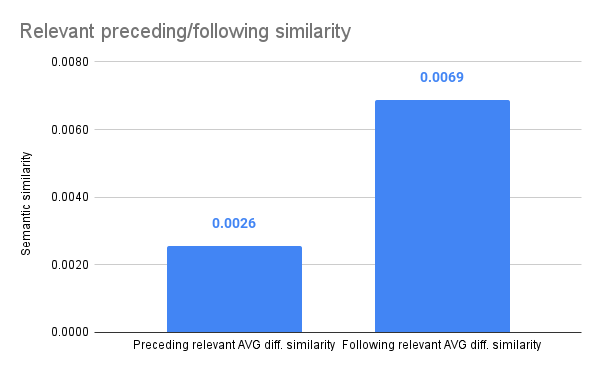 Relevant preceding/following similarity
Semantic similarity
0.0080
0.0060
0.0040
0.0020
0.0000
0.0026
0.0069
Preceding relevant AVG diff. similarity
Following relevant AVG diff. similarity